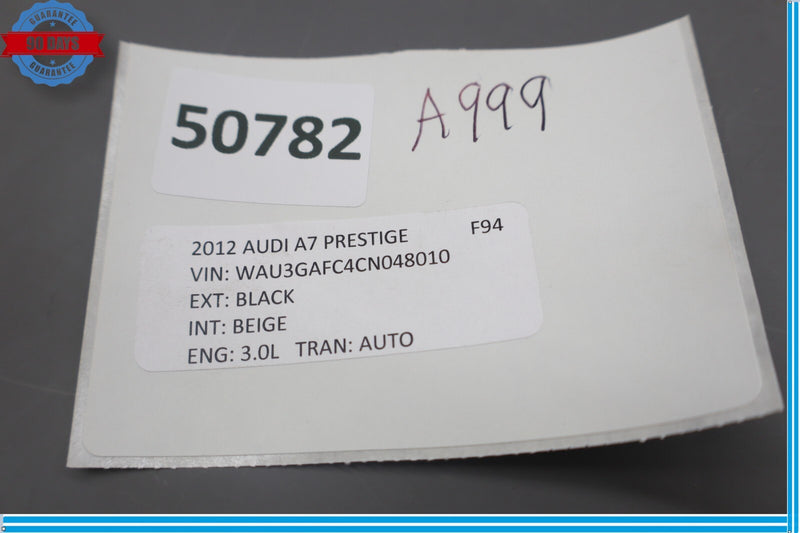 GUARANTEE
90 DAYS
GUARANTEE
50782
A999
2012 AUDI A7 PRESTIGE F94
VIN: WAU3GAFC4CN048010
EXT: BLACK
INT: BEIGE
ENG: 3.0L TRAN: AUTO